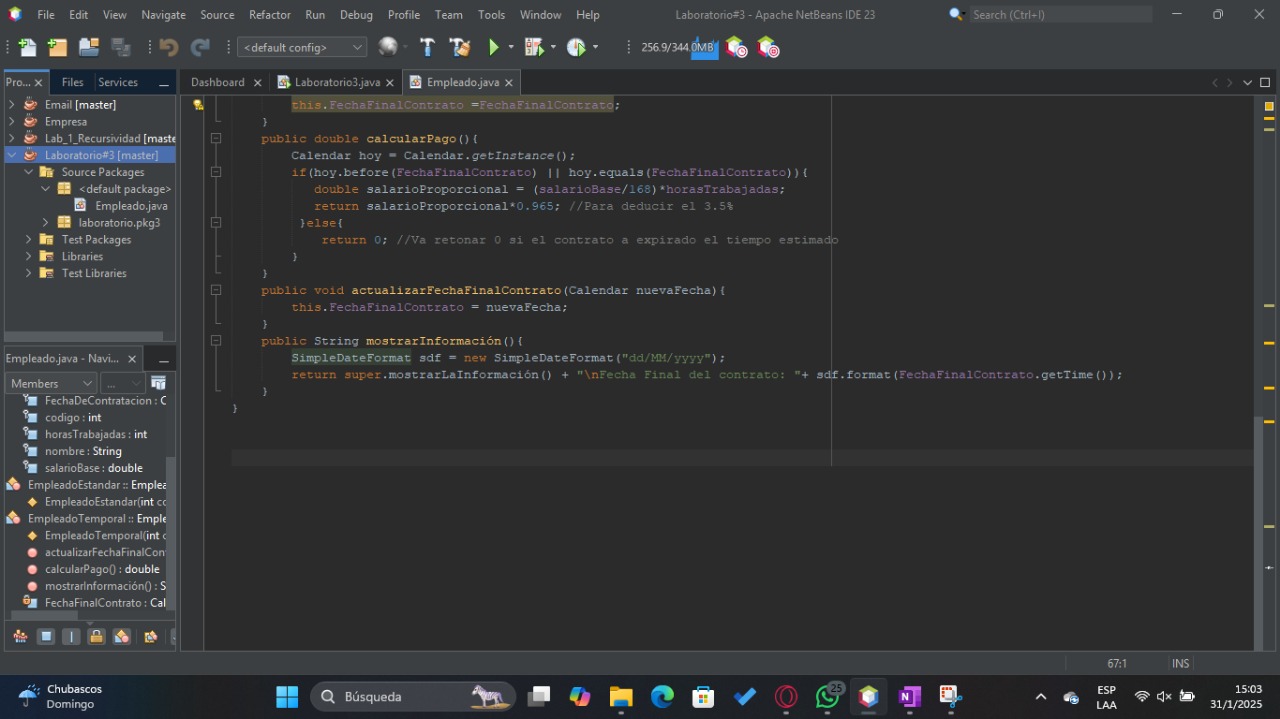 File Edit View Navigate Source Refactor Run Debug Profile Team Tools Window Help Laboratorio#3 - Apache NetBeans IDE 23 Search (Ctrl+I)
<default config> 256.9/344.0MB
Pro... Files Services
Dashboard Laboratorio3.java Empleado.java
Email [master]
Empresa
Lab_1_Recursividad [maste
Laboratorio#3 [master]
Source Packages
<default package>
Empleado.java
laboratorio.pkg3
Test Packages
Libraries
Test Libraries
this.FechaFinalContrato =FechaFinalContrato;
}
public double calcularPago(){
Calendar hoy = Calendar.getInstance();
if(hoy.before(FechaFinalContrato) || hoy.equals(FechaFinalContrato)){
double salarioProporcional = (salarioBase/168)*horasTrabajadas;
return salarioProporcional*0.965; //Para deducir el 3.5%
}else{
return 0; //Va retonar 0 si el contrato a expirado el tiempo estimado
}
}
public void actualizarFechaFinalContrato(Calendar nuevaFecha){
this.FechaFinalContrato = nuevaFecha;
}
public String mostrarInformación(){
SimpleDateFormat sdf = new SimpleDateFormat("dd/MM/yyyy");
return super.mostrarLaInformación() + "\nFecha Final del contrato: "+ sdf.format(FechaFinalContrato.getTime());
}
}
Empleado.java - Navi...
Members ...
FechaDeContratacion : C
codigo : int
horasTrabajadas : int
nombre : String
salarioBase : double
EmpleadoEstandar :: Emplea
EmpleadoEstandar(int co
EmpleadoTemporal :: Emple
EmpleadoTemporal(int c
actualizarFechaFinalCon
calcularPago() : double
mostrarInformación() : S
FechaFinalContrato : Cal
67:1 INS
Chubascos
Domingo
Búsqueda
25
ESP
LAA
15:03
31/1/2025